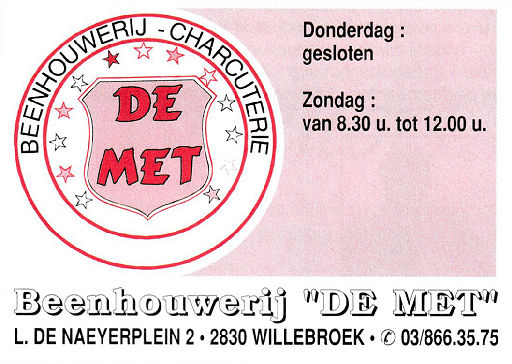 BEENHOUWERIJ - CHARCUTERIE
DE
MET
Donderdag :
gesloten
Zondag :
van 8.30 u. tot 12.00 u.
Beenhouwerij "DE MET"
L. DE NAEYERPLEIN 2 • 2830 WILLEBROEK • ✆ 03/866.35.75